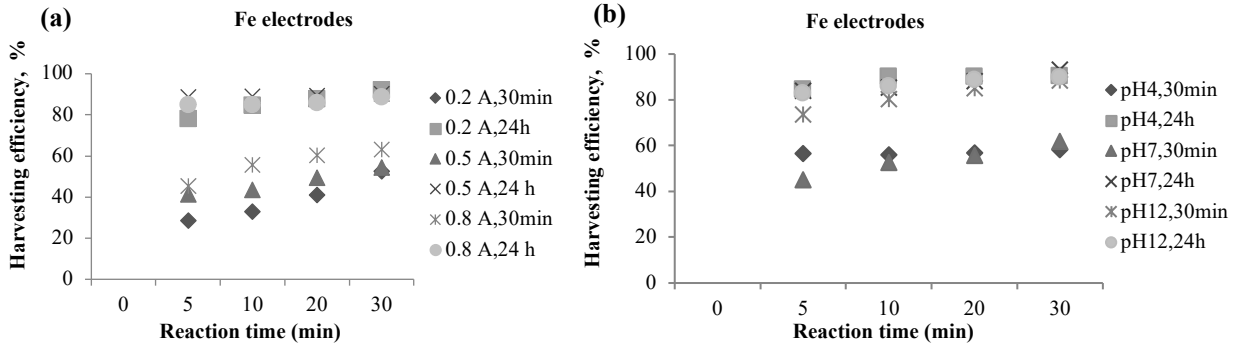 (a)
Fe electrodes
Harvesting efficiency, %
100
80
60
40
20
0
0 5 10 20 30
Reaction time (min)
0.2 A,30min
0.2 A,24h
0.5 A,30min
0.5 A,24 h
0.8 A,30min
0.8 A,24 h
(b)
Fe electrodes
Harvesting efficiency, %
100
80
60
40
20
0
0 5 10 20 30
Reaction time (min)
pH4,30min
pH4,24h
pH7,30min
pH7,24h
pH12,30min
pH12,24h